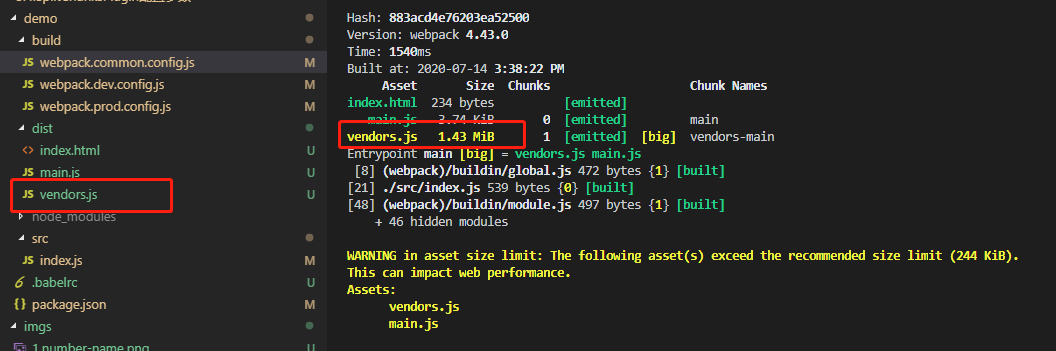 demo
build
JS webpack.common.config.js M
JS webpack.dev.config.js M
JS webpack.prod.config.js M
dist
<> index.html U
JS main.js U
JS vendors.js U
node_modules
src
JS index.js M
.babelrc U
{} package.json M
imgs
1.number-name.png U
Hash: 883acd4e76203ea52500
Version: webpack 4.43.0
Time: 1540ms
Built at: 2020-07-14 3:38:22 PM
Asset Size Chunks Chunk Names
index.html 234 bytes [emitted]
main.js 3.74 KiB 0 [emitted] main
vendors.js 1.43 MiB 1 [emitted] [big] vendors-main
Entrypoint main [big] = vendors.js main.js
[8] (webpack)/buildin/global.js 472 bytes {1} [built]
[21] ./src/index.js 539 bytes {0} [built]
[48] (webpack)/buildin/module.js 497 bytes {1} [built]
+ 46 hidden modules
WARNING in asset size limit: The following asset(s) exceed the recommended size limit (244 KiB).
This can impact web performance.
Assets:
vendors.js
main.js